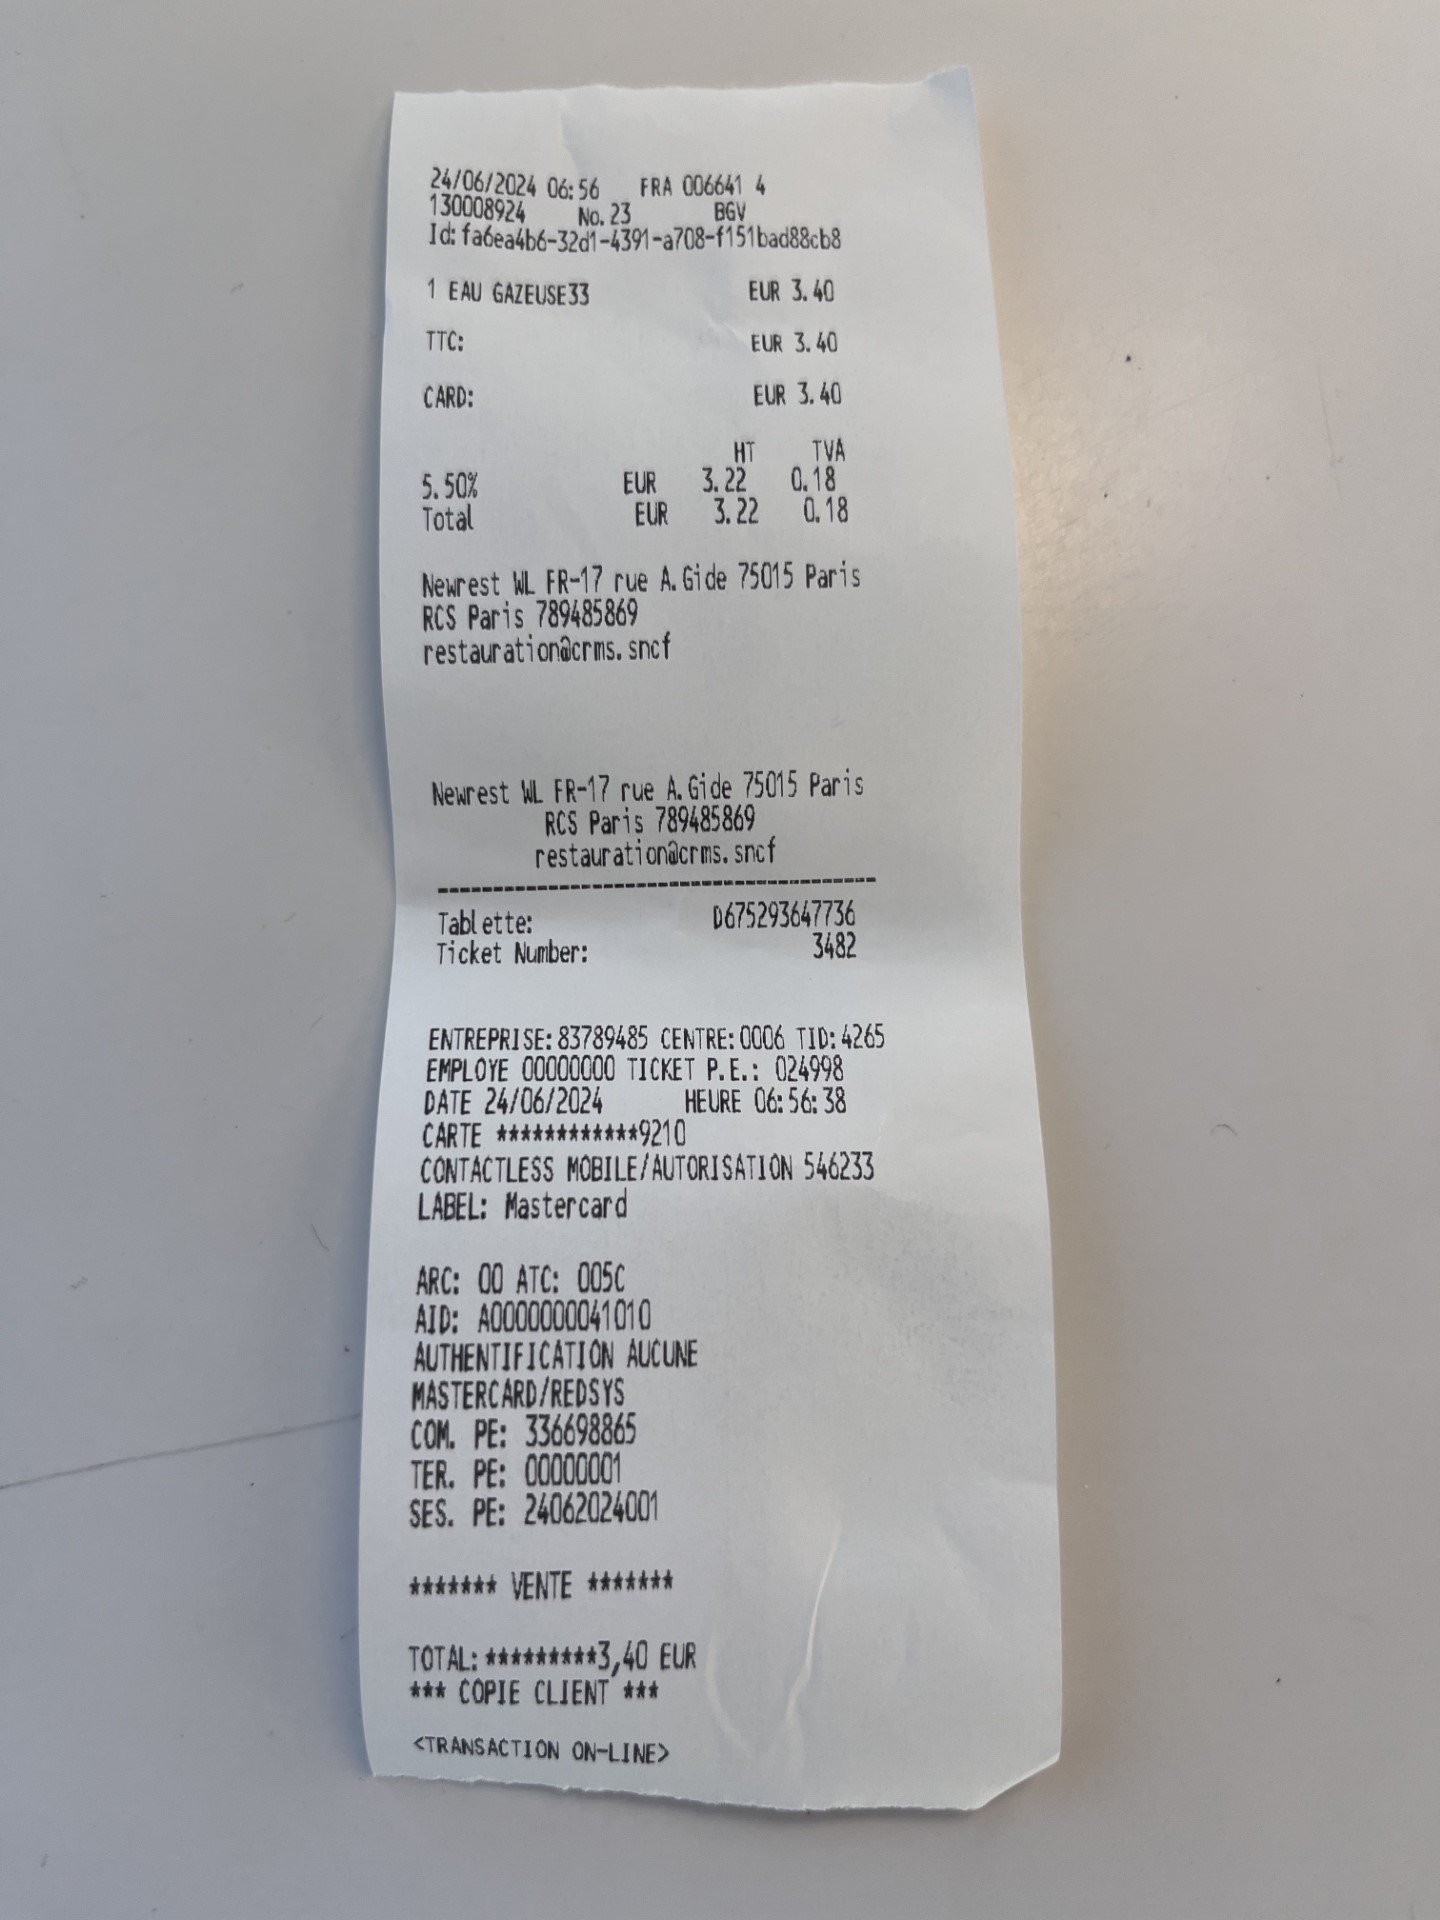 24/06/2024 06:56 FRA 006641 4
130008924 No. 23 BGV
Id: fa6ea4b6-32d1-4391-a708-f151bad88cb8
1 EAU GAZEUSE33 EUR 3.40
TTC: EUR 3.40
CARD: EUR 3.40
HT TVA
5.50% EUR 3.22 0.18
Total EUR 3.22 0.18
Newrest WL FR-17 rue A.Gide 75015 Paris
RCS Paris 789485869
restauration@crms.sncf
Newrest WL FR-17 rue A.Gide 75015 Paris
RCS Paris 789485869
restauration@crms.sncf
---------------------------------------
Tablette: D675293647736
Ticket Number: 3482
ENTREPRISE:83789485 CENTRE:0006 TID:4265
EMPLOYE 00000000 TICKET P.E.: 024998
DATE 24/06/2024 HEURE 06:56:38
CARTE ************9210
CONTACTLESS MOBILE/AUTORISATION 546233
LABEL: Mastercard
ARC: 00 ATC: 005C
AID: A0000000041010
AUTHENTIFICATION AUCUNE
MASTERCARD/REDSYS
COM. PE: 336698865
TER. PE: 00000001
SES. PE: 24062024001
******* VENTE *******
TOTAL:*********3,40 EUR
*** COPIE CLIENT ***
<TRANSACTION ON-LINE>